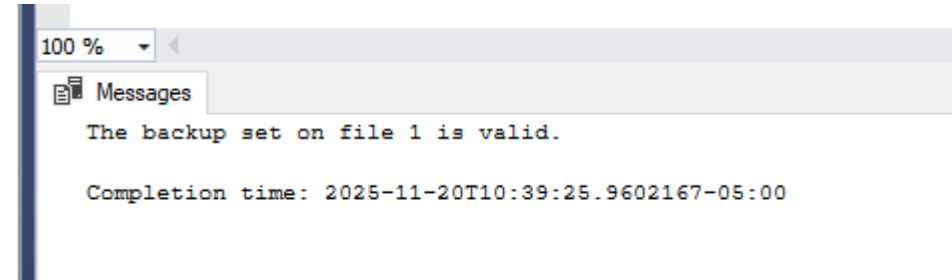 100 %
Messages
The backup set on file 1 is valid.
Completion time: 2025-11-20T10:39:25.9602167-05:00